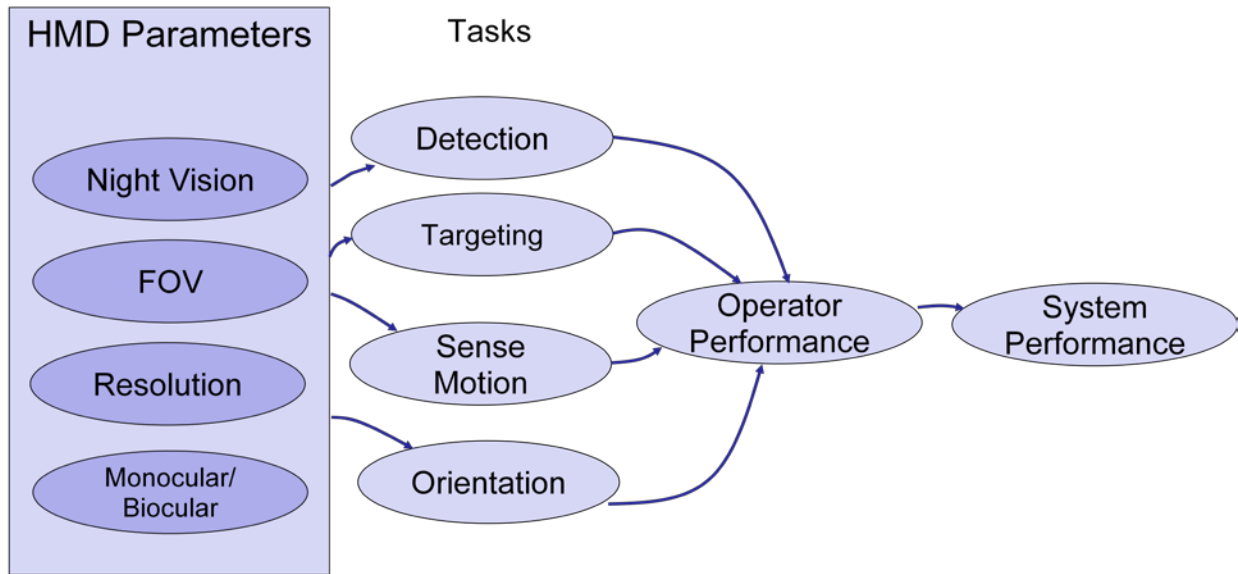 HMD Parameters
Tasks
Night Vision
FOV
Resolution
Monocular/
Biocular
Detection
Targeting
Sense
Motion
Orientation
Operator
Performance
System
Performance